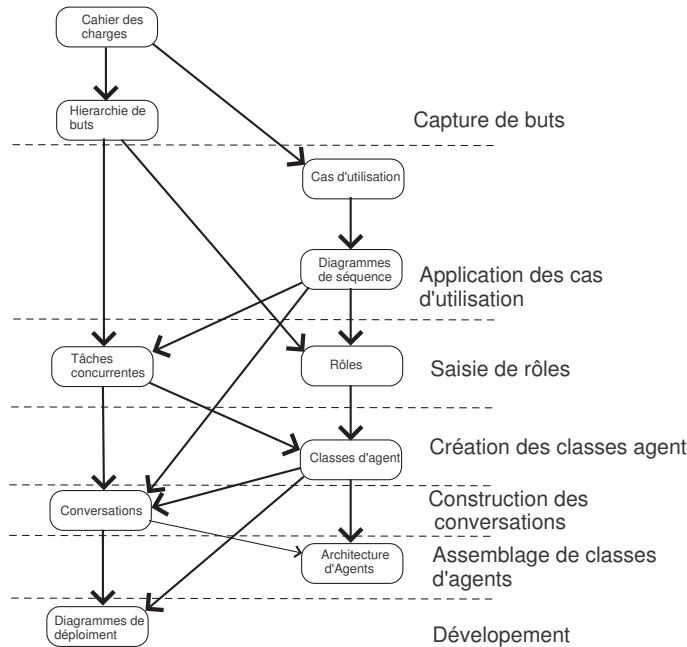 Cahier des
charges
Hierarchie de
buts
Capture de buts
Cas d'utilisation
Diagrammes
de séquence
Application des cas
d'utilisation
Tâches
concurrentes
Rôles
Saisie de rôles
Classes d'agent
Création des classes agent
Conversations
Construction des
conversations
Architecture
d'Agents
Assemblage de classes
d'agents
Diagrammes de
déploiment
Dévelopement